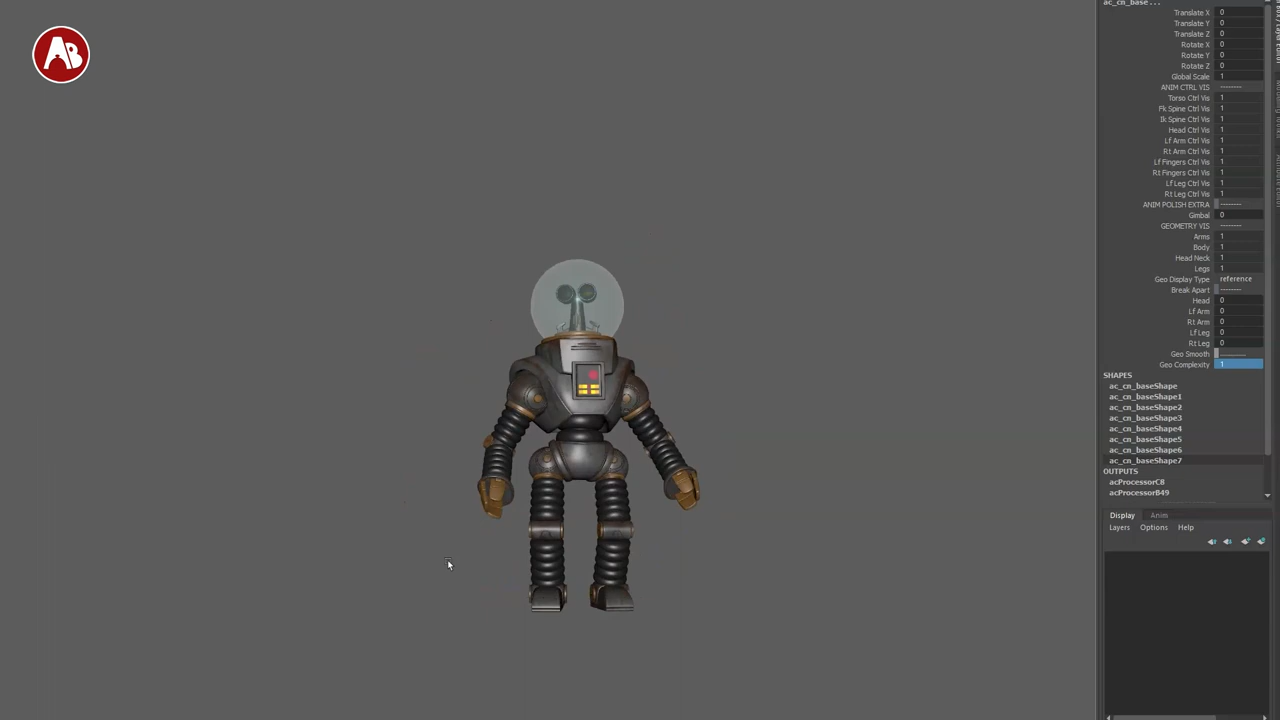 AB
ac_cn_base...
Translate X 0
Translate Y 0
Translate Z 0
Rotate X 0
Rotate Y 0
Rotate Z 0
Global Scale 1
ANIM CTRL VIS --------
Torso Ctrl Vis 1
Fk Spine Ctrl Vis 1
Ik Spine Ctrl Vis 1
Head Ctrl Vis 1
Lf Arm Ctrl Vis 1
Rt Arm Ctrl Vis 1
Lf Fingers Ctrl Vis 1
Rt Fingers Ctrl Vis 1
Lf Leg Ctrl Vis 1
Rt Leg Ctrl Vis 1
ANIM POLISH EXTRA --------
Gimbal 0
GEOMETRY VIS --------
Arms 1
Body 1
Head Neck 1
Legs 1
Geo Display Type reference
Break Apart --------
Head 0
Lf Arm 0
Rt Arm 0
Lf Leg 0
Rt Leg 0
Geo Smooth --------
Geo Complexity 1
SHAPES
ac_cn_baseShape
ac_cn_baseShape1
ac_cn_baseShape2
ac_cn_baseShape3
ac_cn_baseShape4
ac_cn_baseShape5
ac_cn_baseShape6
ac_cn_baseShape7
OUTPUTS
acProcessorC8
acProcessorB49
Display Anim
Layers Options Help